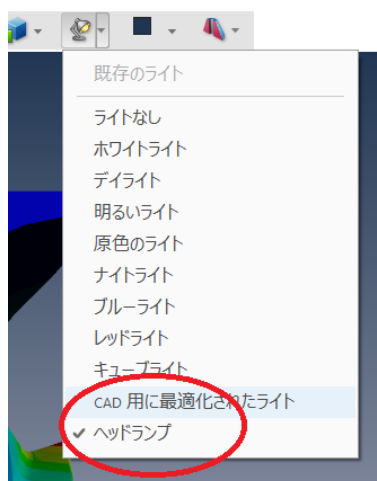 既存のライト
ライトなし
ホワイトライト
デイライト
明るいライト
原色のライト
ナイトライト
ブルーライト
レッドライト
キューブライト
CAD 用に最適化されたライト
ヘッドランプ